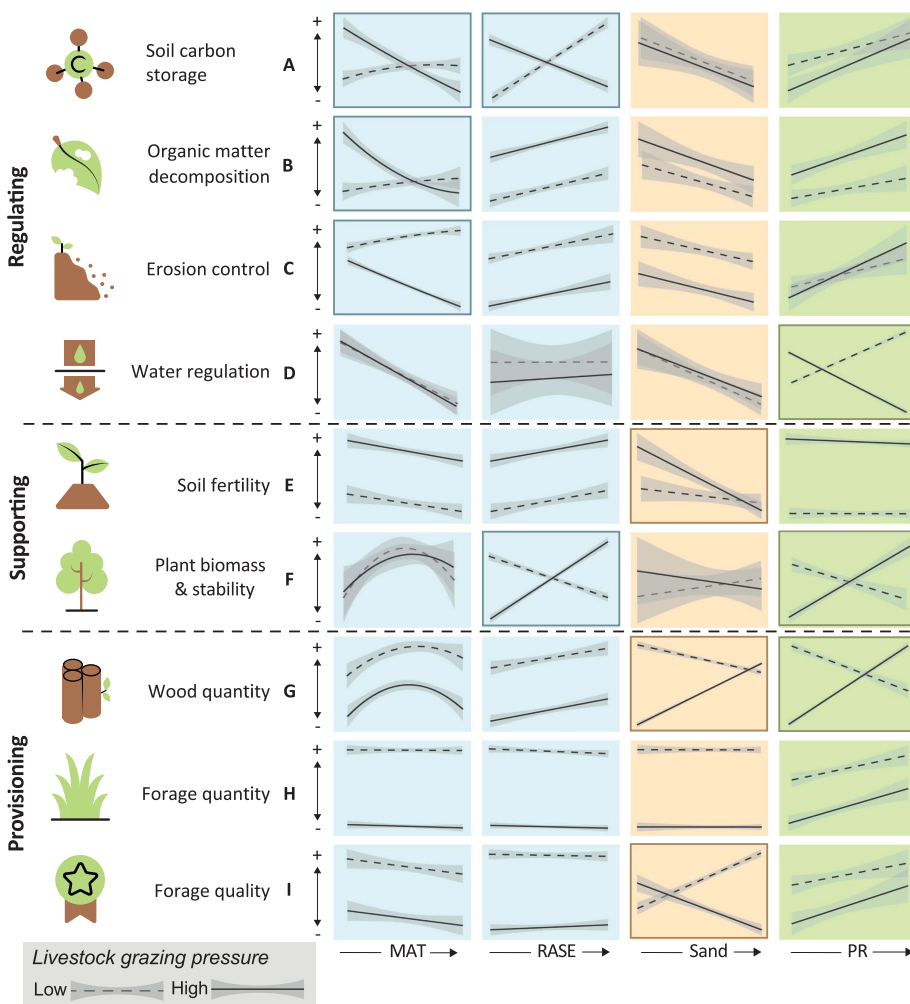 Regulating
Soil carbon
storage
A
+
-
Organic matter
decomposition
B
+
-
Erosion control
C
+
-
Water regulation
D
+
-
Supporting
Soil fertility
E
+
-
Plant biomass
& stability
F
+
-
Provisioning
Wood quantity
G
+
-
Forage quantity
H
+
-
Forage quality
I
+
-
MAT
RASE
Sand
PR
Livestock grazing pressure
Low
High
C